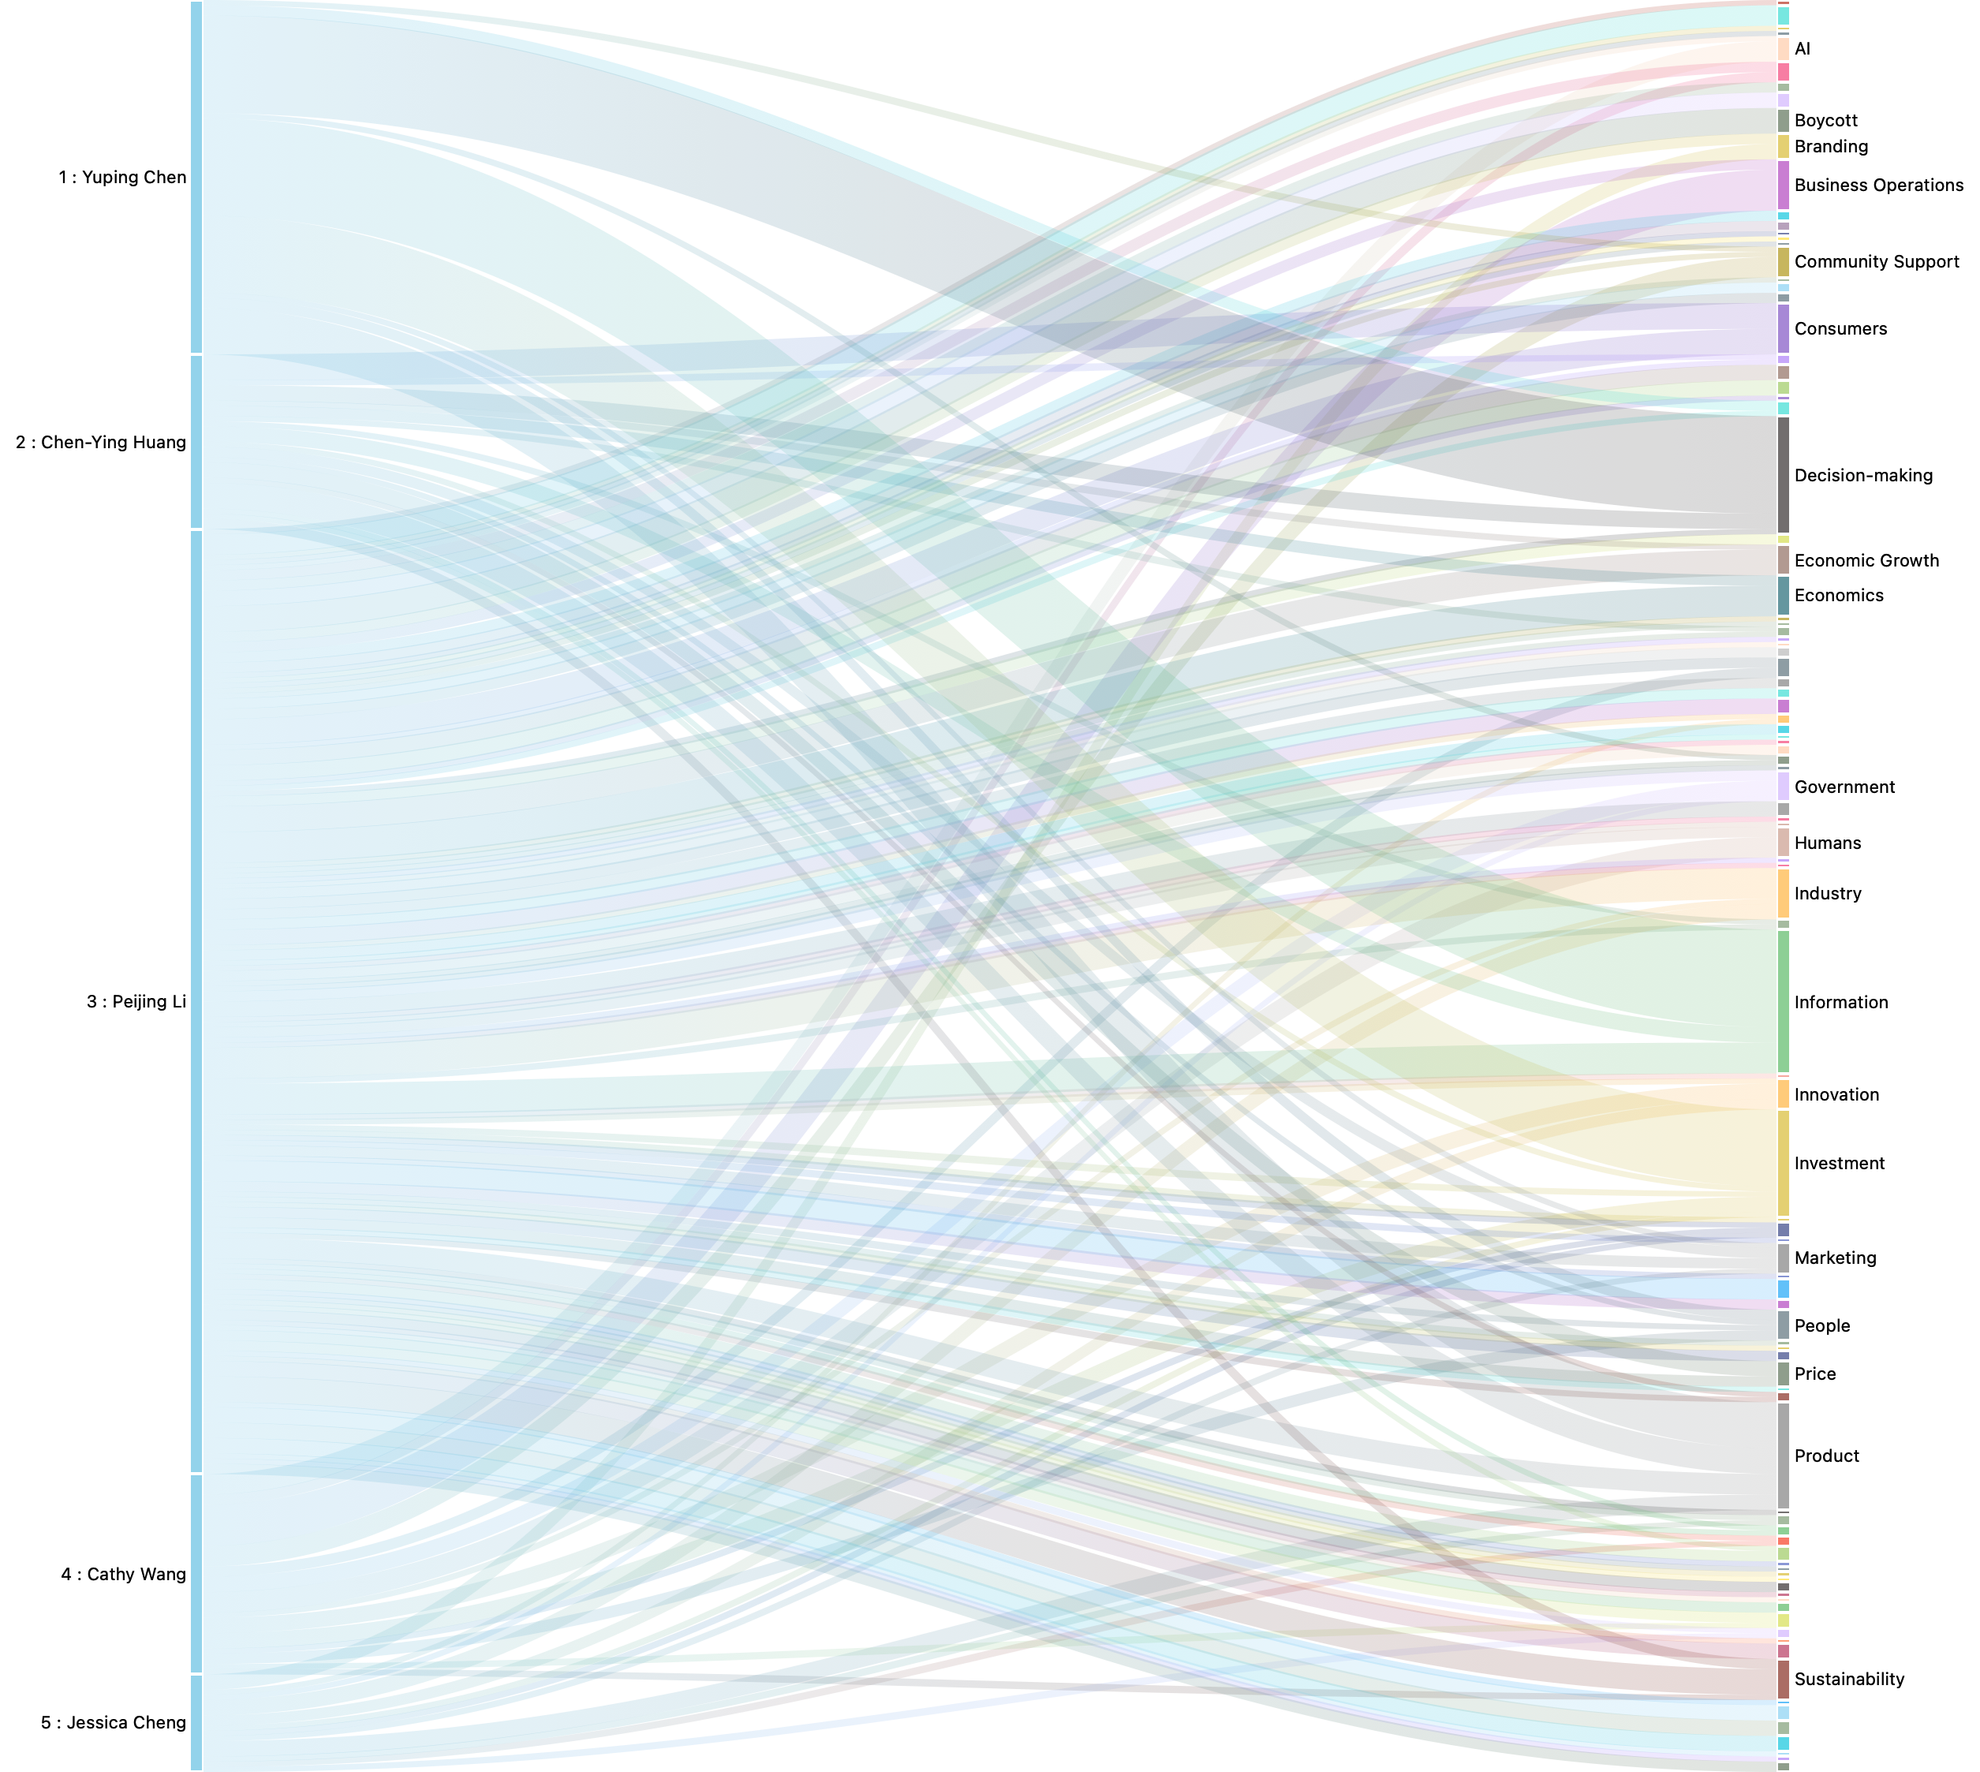 1 : Yuping Chen
2 : Chen-Ying Huang
3 : Peijing Li
4 : Cathy Wang
5 : Jessica Cheng
AI
Boycott
Branding
Business Operations
Community Support
Consumers
Decision-making
Economic Growth
Economics
Government
Humans
Industry
Information
Innovation
Investment
Marketing
People
Price
Product
Sustainability